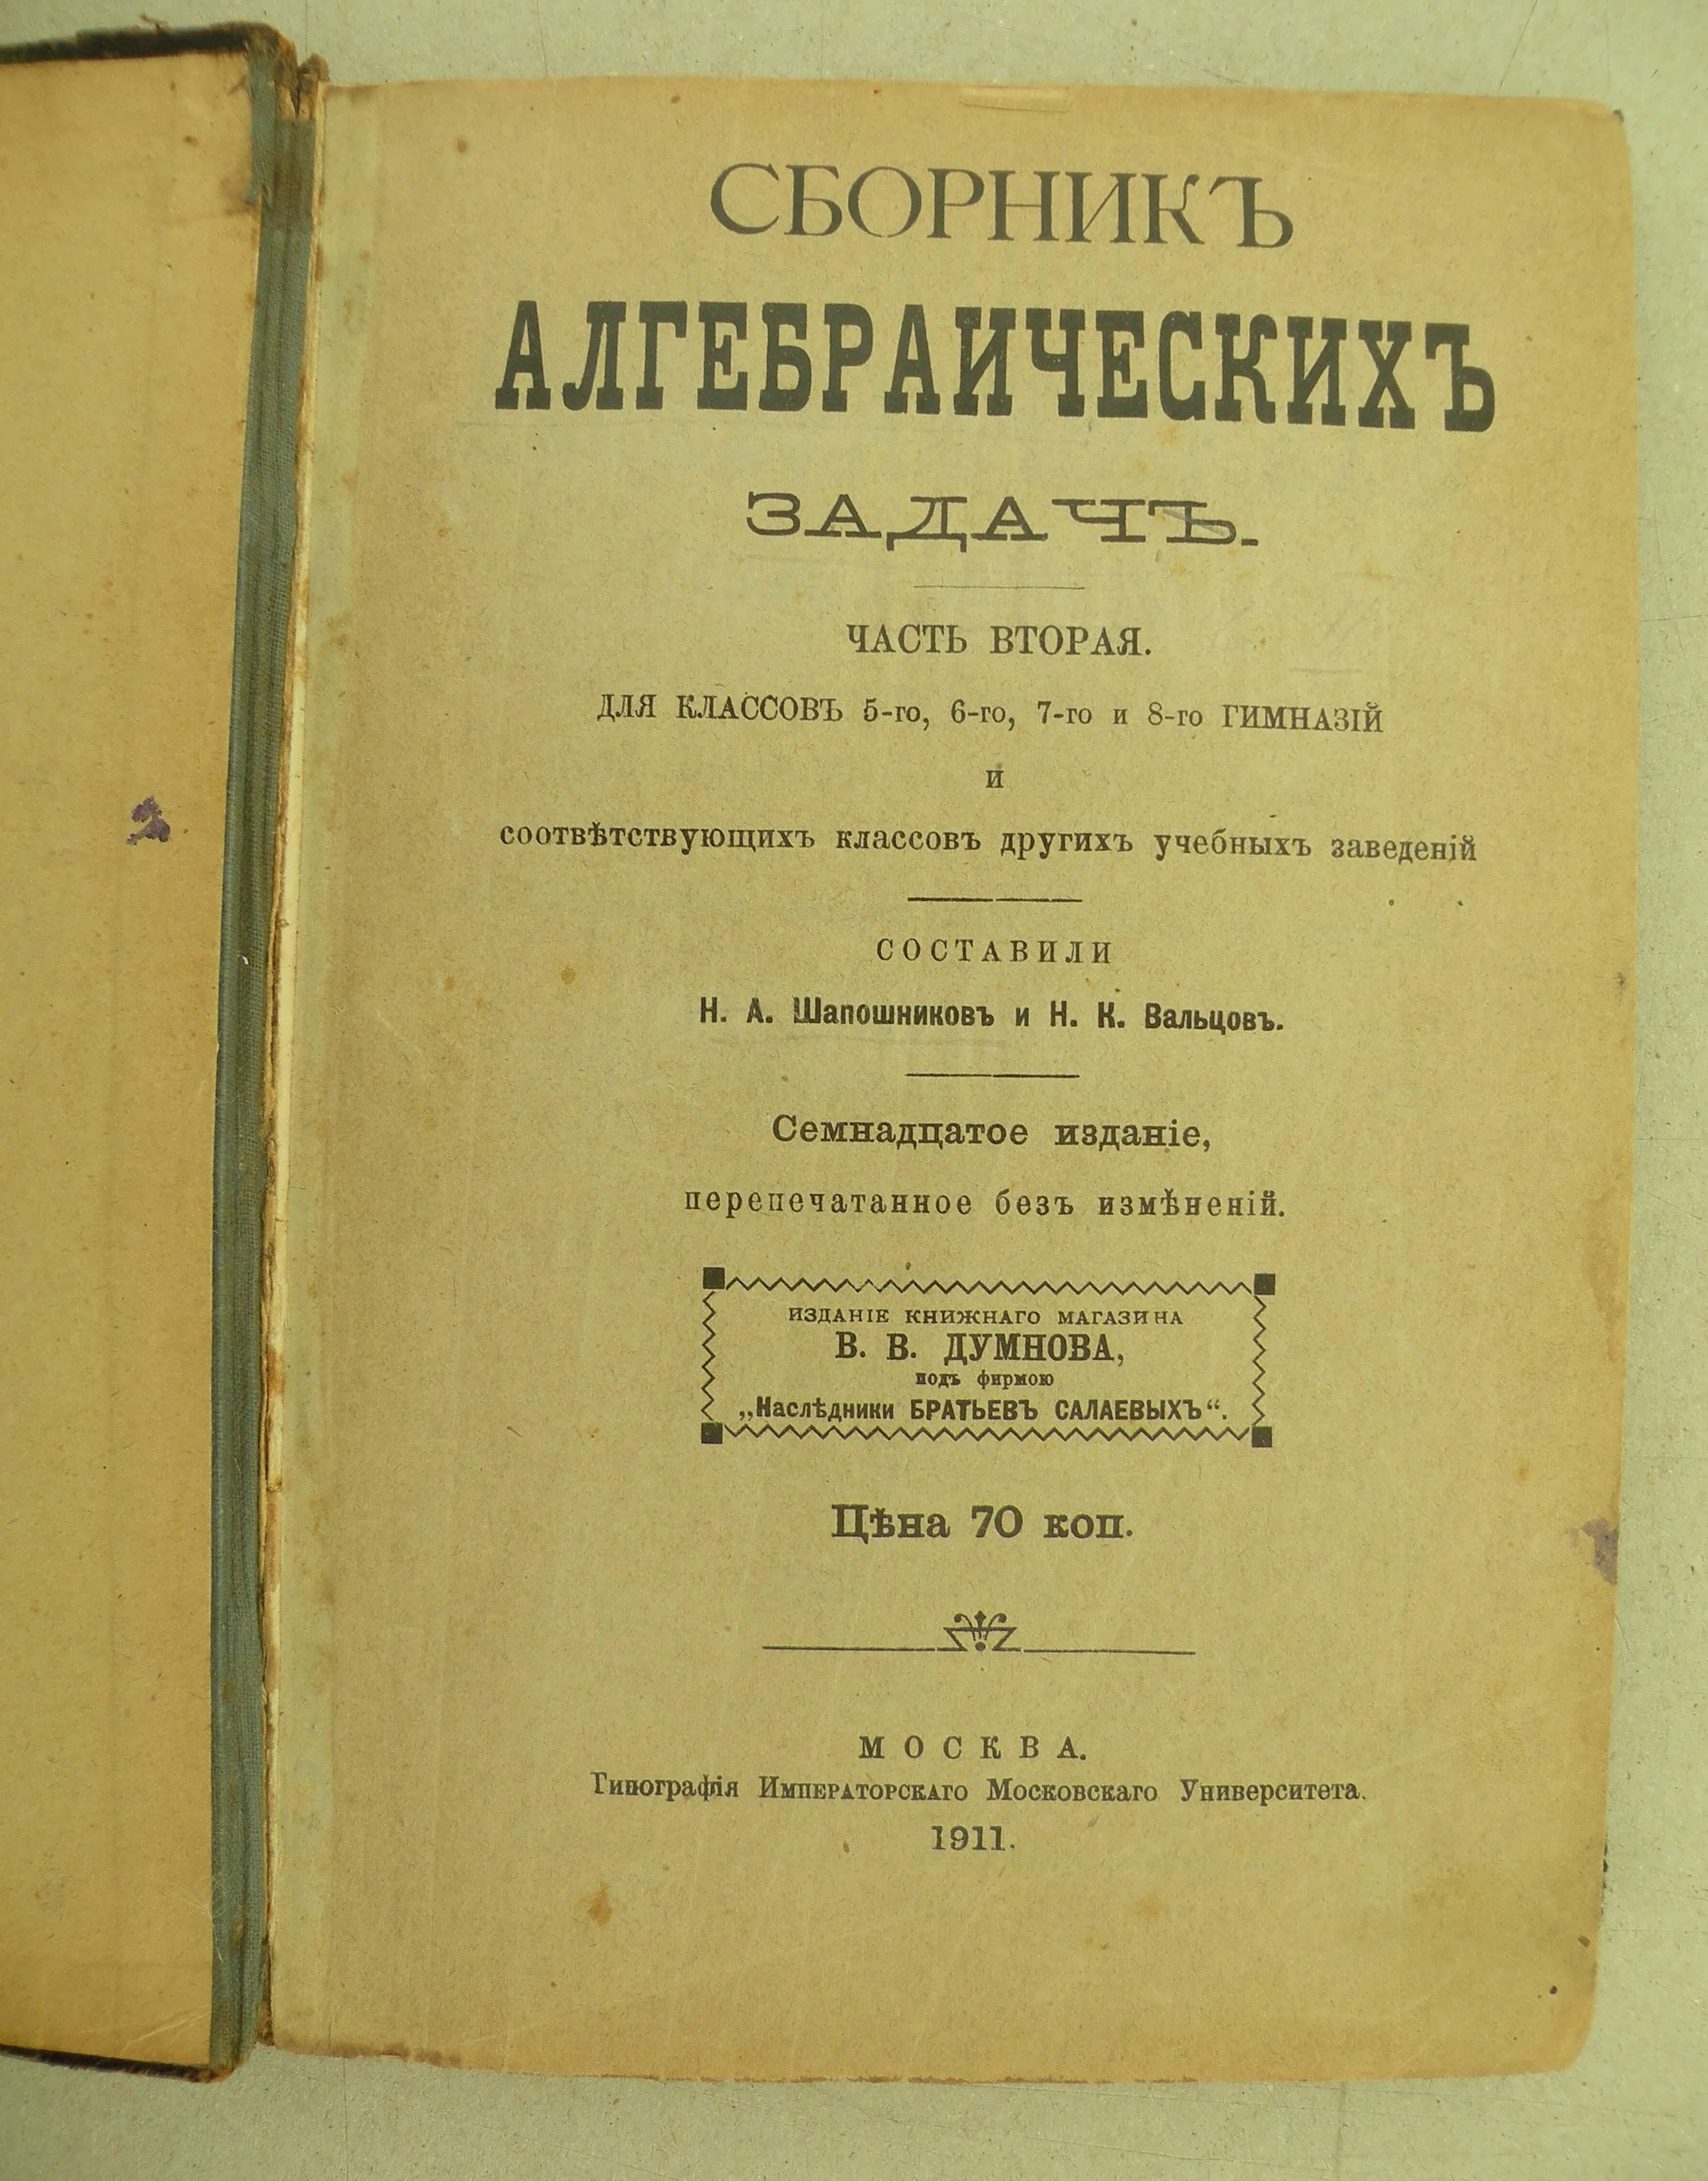 СБОРНИКЪ
АЛГЕБРАИЧЕСКИХЪ
ЗАДАЧЪ.
ЧАСТЬ ВТОРАЯ.
ДЛЯ КЛАССОВЪ 5-го, 6-го, 7-го и 8-го ГИМНАЗІЙ
и
соотвѣтствующихъ классовъ другихъ учебныхъ заведеній
СОСТАВИЛИ
Н. А. Шапошниковъ и Н. К. Вальцовъ.
Семнадцатое изданіе,
перепечатанное безъ измѣненій.
ИЗДАНІЕ КНИЖНАГО МАГАЗИНА
В. В. ДУМНОВА,
подъ фирмою
„Наслѣдники БРАТЬЕВЪ САЛАЕВЫХЪ“.
Цѣна 70 коп.
МОСКВА.
Типографія ИМПЕРАТОРСКАГО Московскаго Университета.
1911.